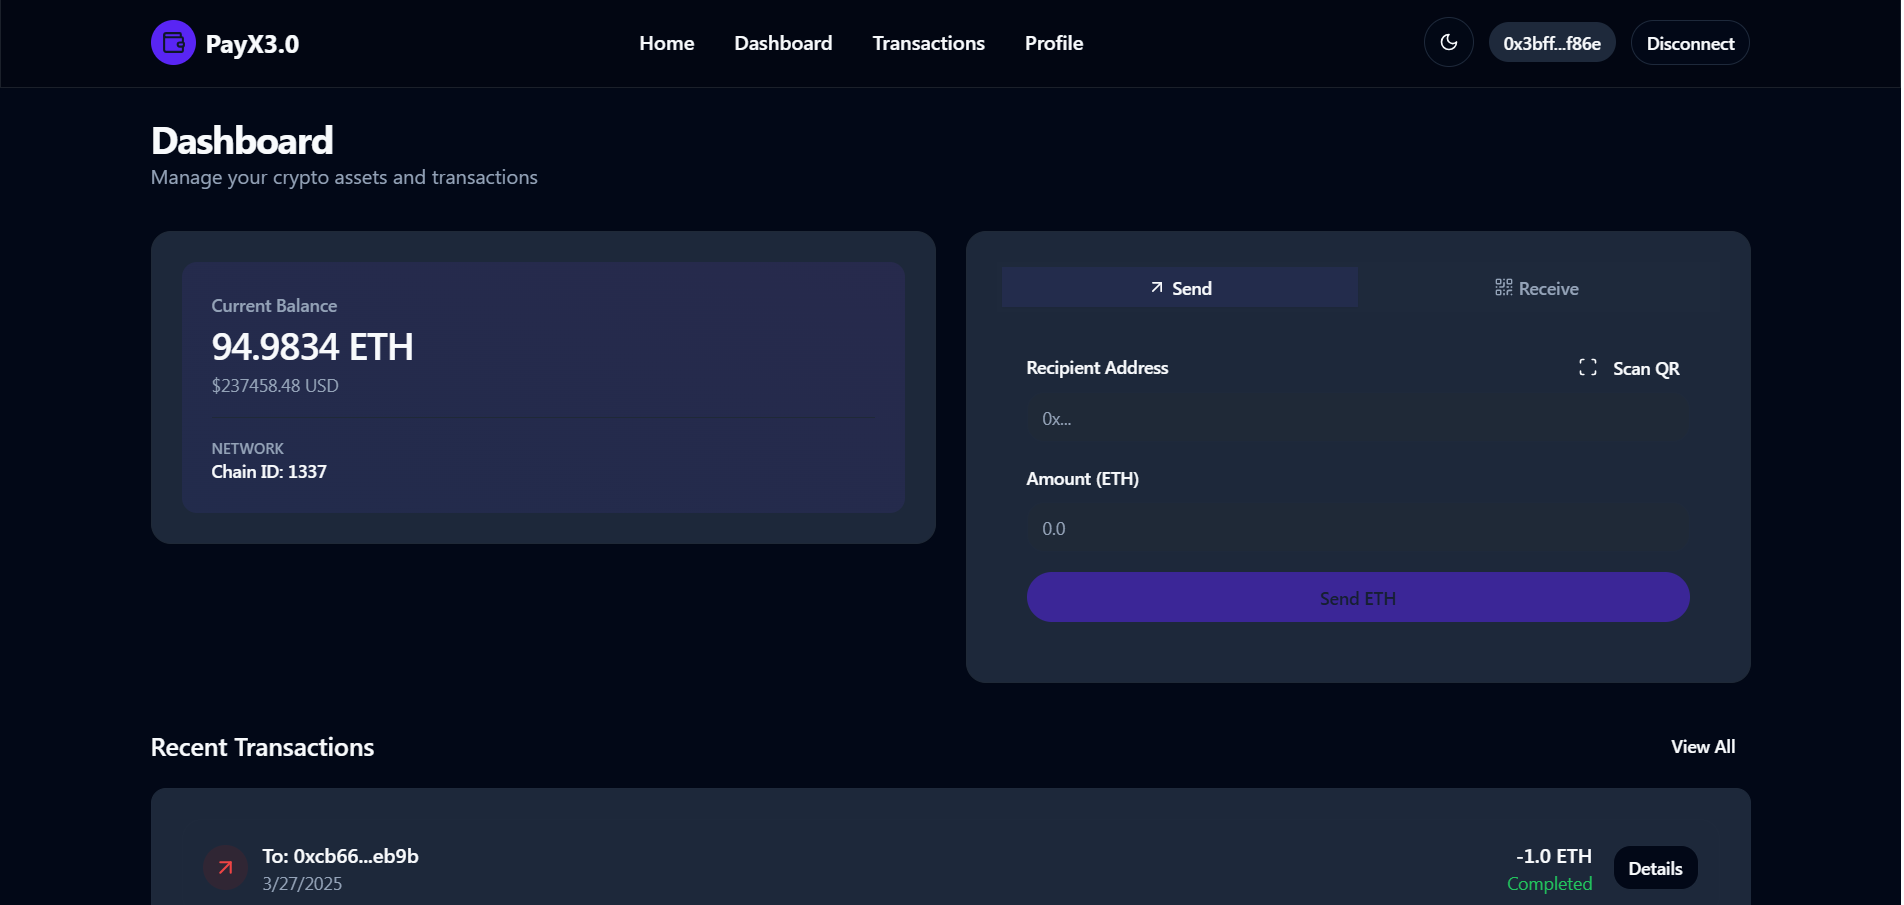 PayX3.0
Home
Dashboard
Transactions
Profile
0x3bff...f86e
Disconnect
Dashboard
Manage your crypto assets and transactions
Current Balance
94.9834 ETH
$237458.48 USD
NETWORK
Chain ID: 1337
Send
Receive
Recipient Address
Scan QR
0x...
Amount (ETH)
0.0
Send ETH
Recent Transactions
View All
To: 0xcb66...eb9b
3/27/2025
-1.0 ETH
Completed
Details